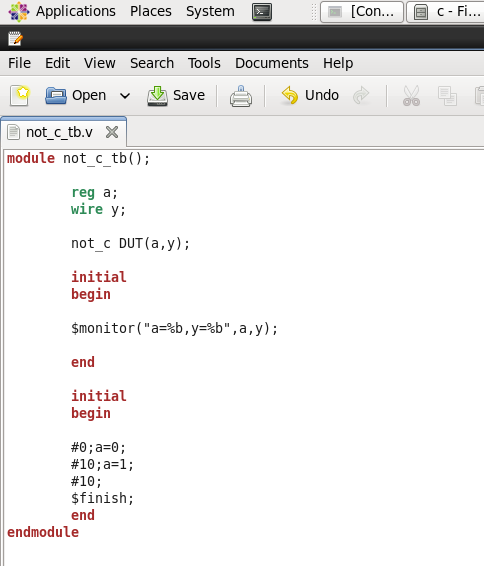 Applications Places System [Con... c - Fi...
File Edit View Search Tools Documents Help
Open Save Undo
not_c_tb.v
module not_c_tb();
reg a;
wire y;
not_c DUT(a,y);
initial
begin
$monitor("a=%b,y=%b",a,y);
end
initial
begin
#0;a=0;
#10;a=1;
#10;
$finish;
end
endmodule